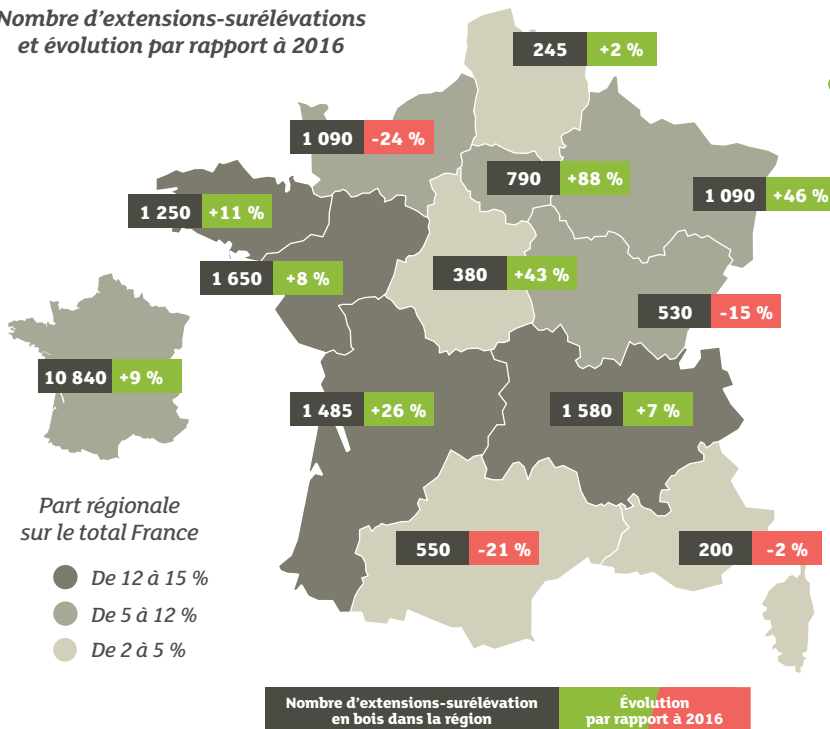 Nombre d'extensions-surélévations
et évolution par rapport à 2016
245 +2 %
1 090 -24 %
790 +88 %
1 090 +46 %
1 250 +11 %
1 650 +8 %
380 +43 %
530 -15 %
10 840 +9 %
1 485 +26 %
1 580 +7 %
Part régionale
sur le total France
550 -21 %
200 -2 %
De 12 à 15 %
De 5 à 12 %
De 2 à 5 %
Nombre d'extensions-surélévation
en bois dans la région
Évolution
par rapport à 2016